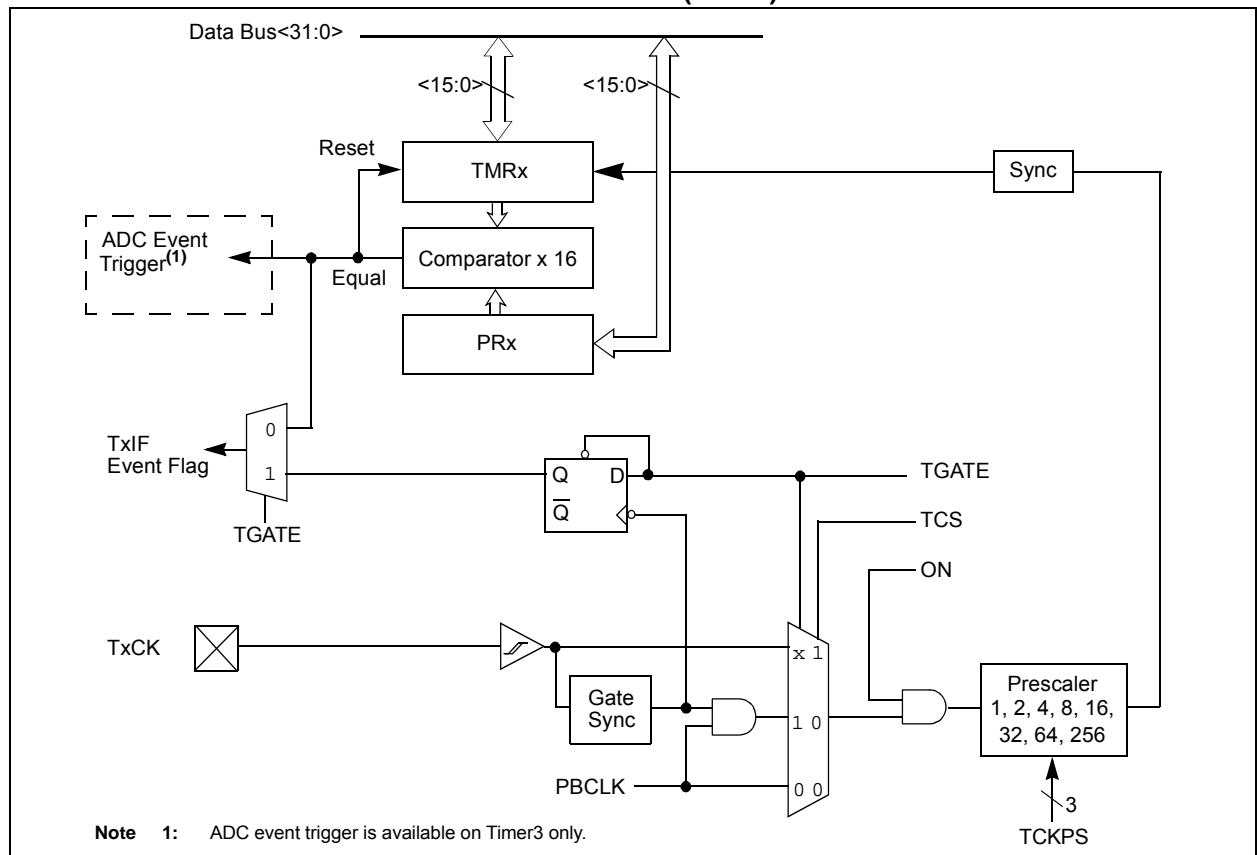 Data Bus<31:0>
<15:0>
<15:0>
Reset
TMRx
Sync
ADC Event
Trigger(1)
Equal
Comparator x 16
PRx
0
TxIF
Event Flag
1
TGATE
Q
D
Q
TGATE
TCS
ON
TxCK
x 1
Gate
Sync
1 0
Prescaler
1, 2, 4, 8, 16,
32, 64, 256
PBCLK
0 0
3
TCKPS
Note 1: ADC event trigger is available on Timer3 only.